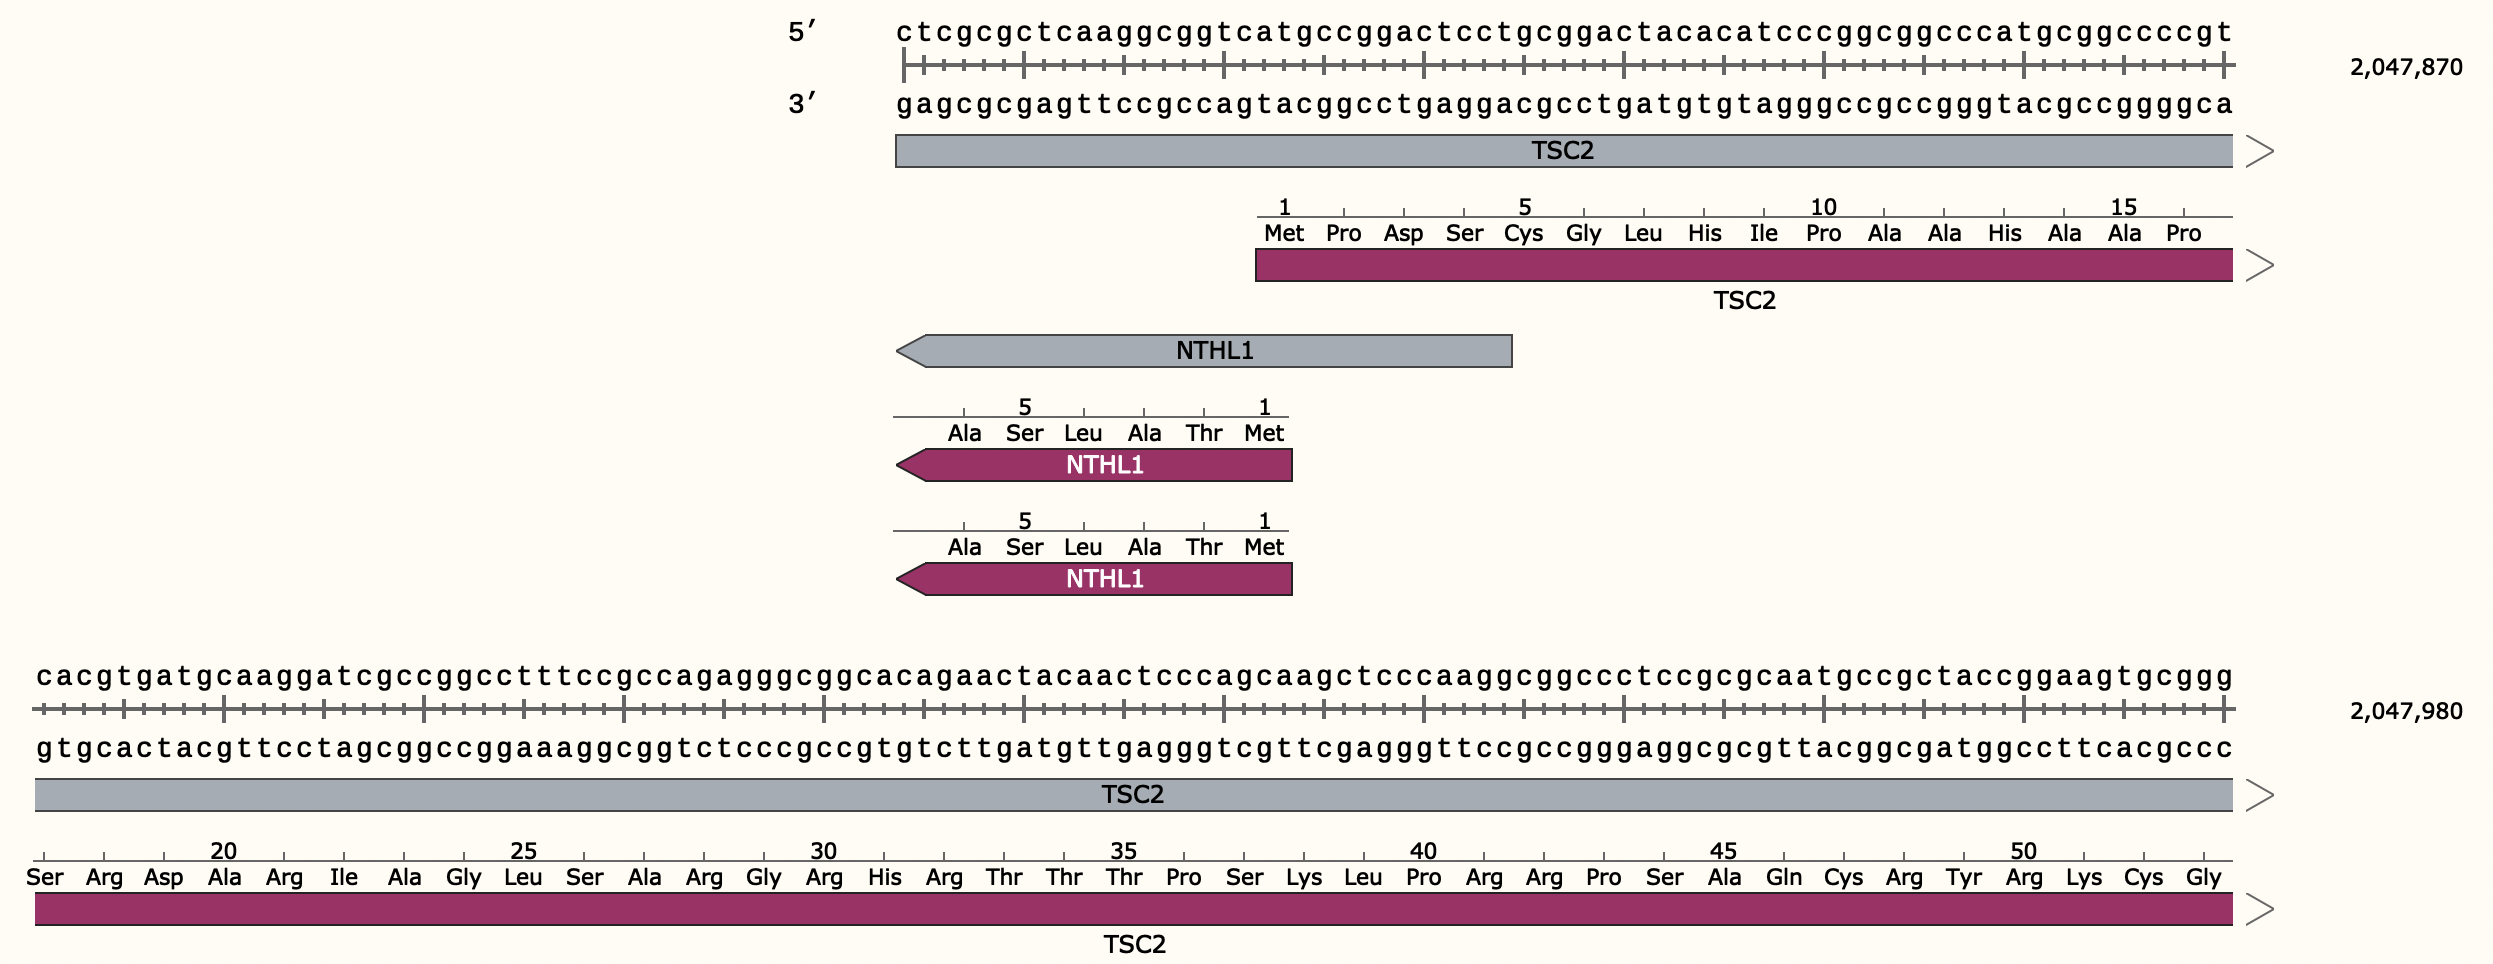 5′ ctcgcgctcaaggcggtcatgccggactcctgcggactacacatcccggcggcccatgcggccccgt
2,047,870
3′ gagcgcgagttccgccagtacggcctgaggacgcctgatgtgtagggccgccgggtacgccggggca
TSC2
1 5 10 15
Met Pro Asp Ser Cys Gly Leu His Ile Pro Ala Ala His Ala Ala Pro
TSC2
NTHL1
5 1
Ala Ser Leu Ala Thr Met
NTHL1
5 1
Ala Ser Leu Ala Thr Met
NTHL1
cacgtgatgcaaggatcgccggcctttccgccagagggcggcacagaactacaactcccagcaagctcccaaggcggccctccgcgcaatgccgctaccggaagtgcggg
2,047,980
gtgcactacgttcctagcggccggaaaggcggtctcccgccgtgtcttgatgttgagggtcgttcgagggttccgccgggaggcgcgttacggcgatggccttcacgccc
TSC2
20 25 30 35 40 45 50
Ser Arg Asp Ala Arg Ile Ala Gly Leu Ser Ala Arg Gly Arg His Arg Thr Thr Thr Pro Ser Lys Leu Pro Arg Arg Pro Ser Ala Gln Cys Arg Tyr Arg Lys Cys Gly
TSC2